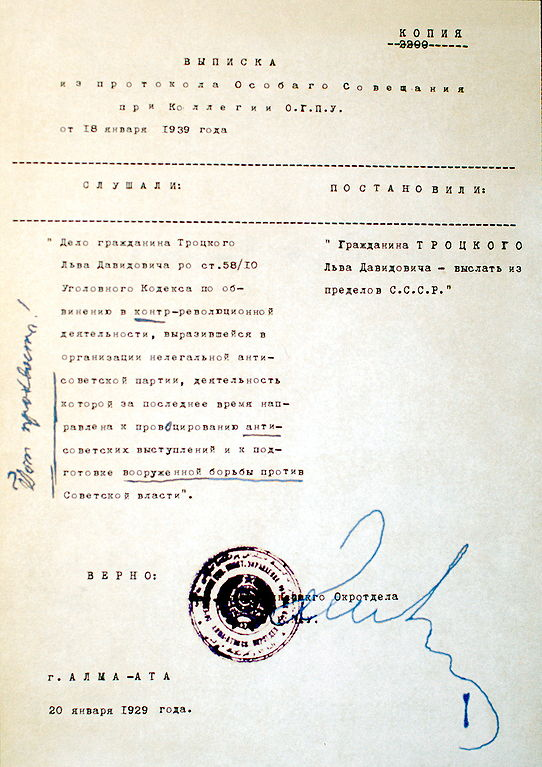 КОПИЯ
2299
ВЫПИСКА
из протокола Особаго Совещания
при Коллегии О.Г.П.У.
от 18 января 1939 года
СЛУШАЛИ:
" Дело гражданина Троцкого
Льва Давидовича ро ст.58/10
Уголовного Кодекса по об-
винению в контр-революционной
деятельности, выразившейся в
организации нелегальной анти-
советской партии, деятельность
которой за последнее время нап-
равлена к провоцированию анти-
советских выступлений и к под-
готовке вооруженной борьбы против
Советской власти".
ПОСТАНОВИЛИ:
" Гражданина ТРОЦКОГО
Льва Давидовича - выслать из
пределов С.С.С.Р."
ВЕРНО:
Окротдела
г. АЛМА-АТА
20 января 1929 года.